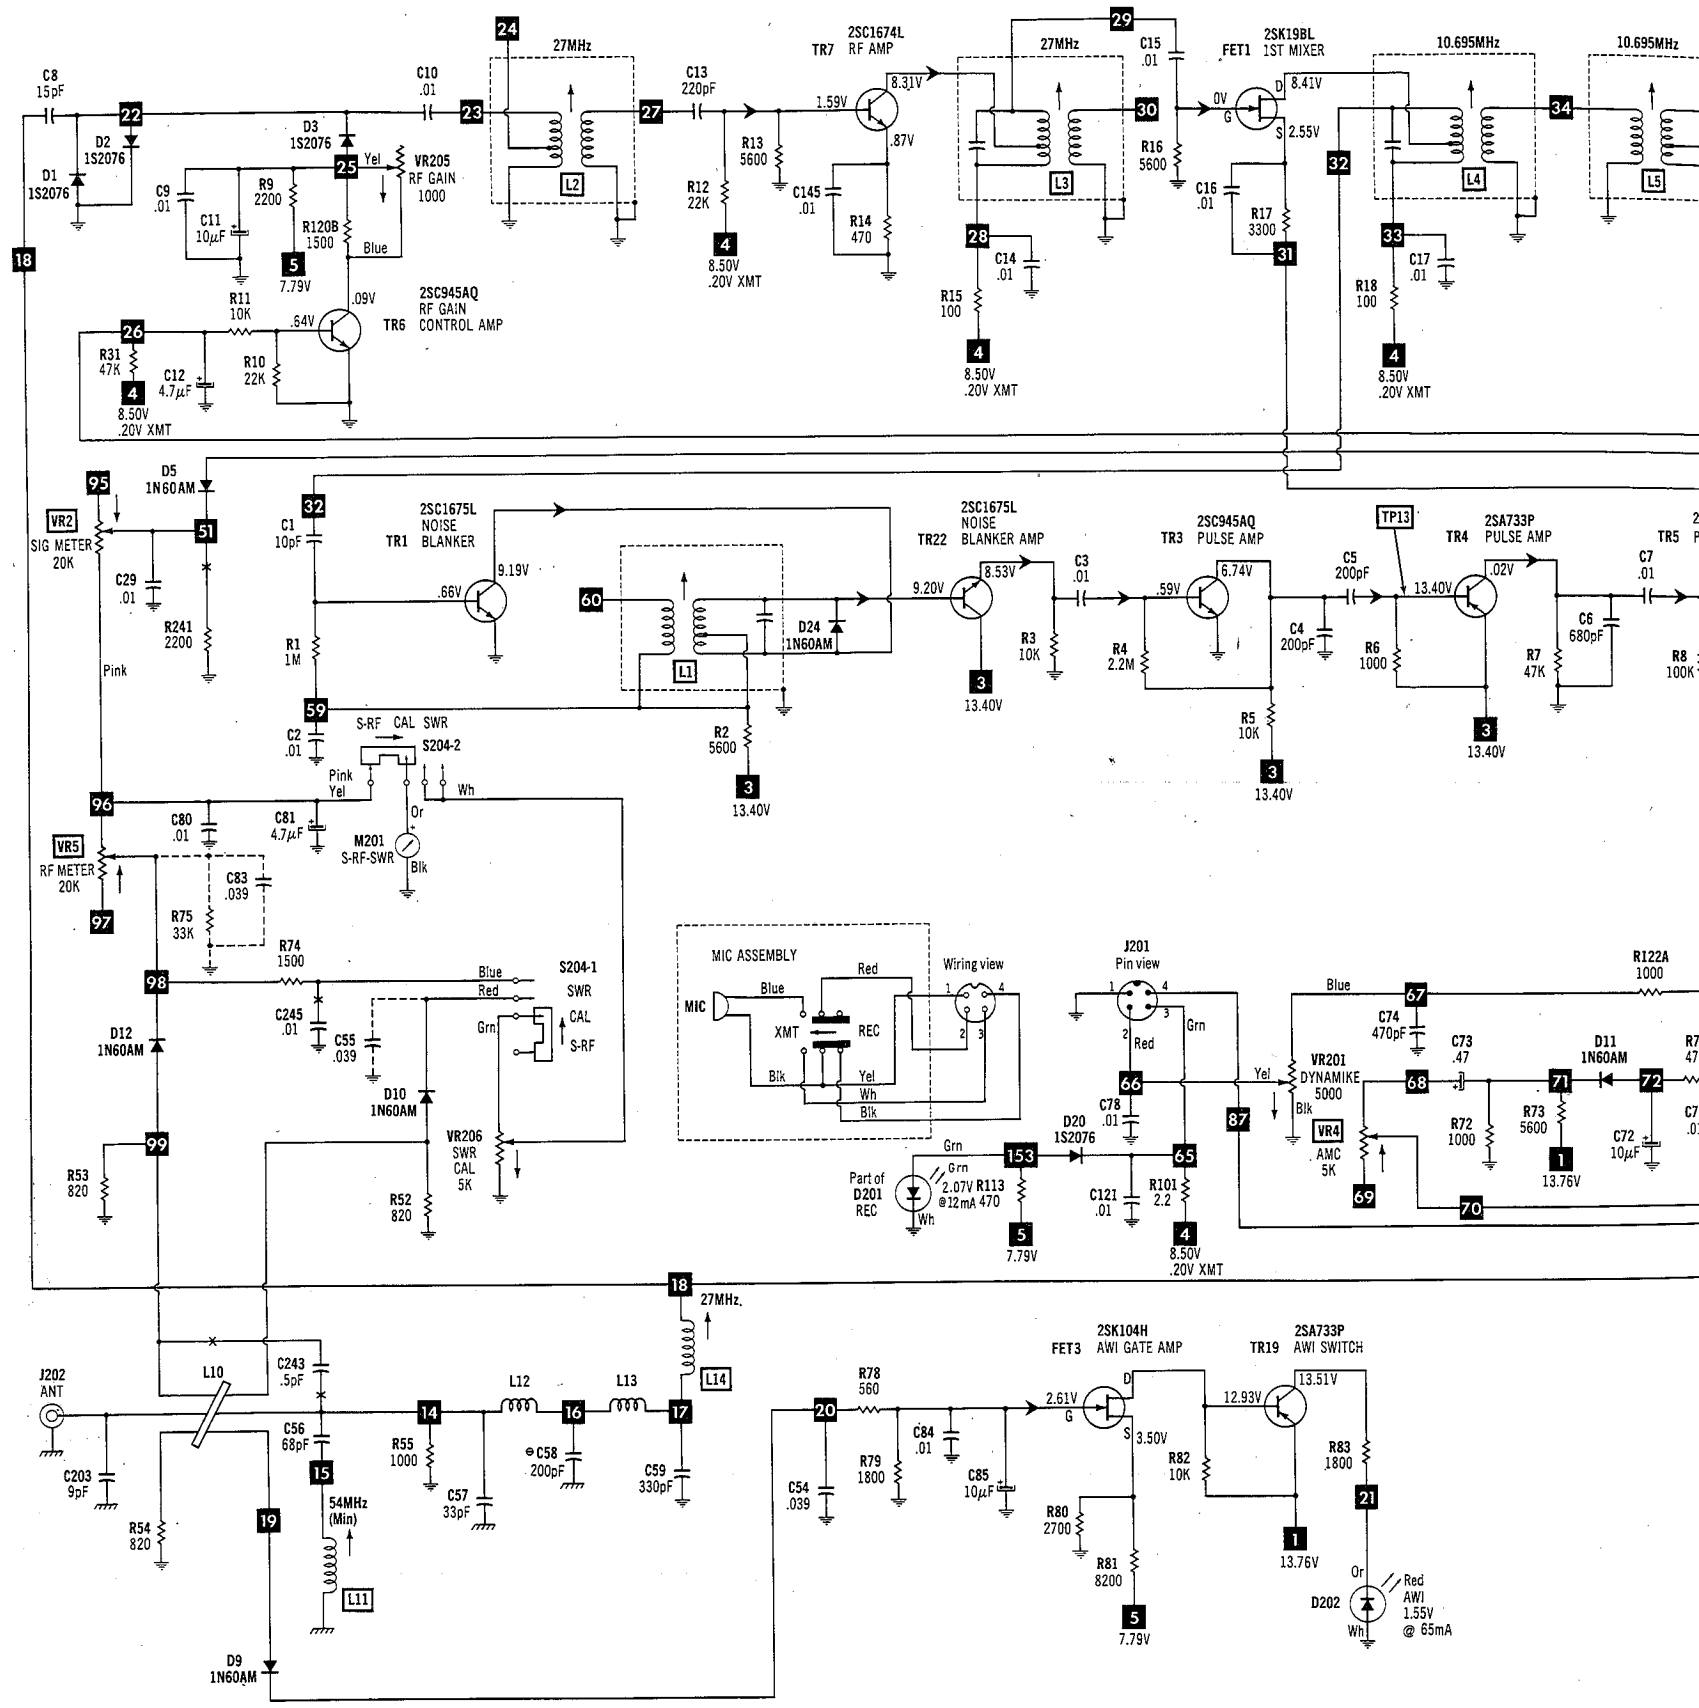 24
27MHz
TR7
2SC1674L
RF AMP
27MHz
29
C15
.01
FET1
2SK19BL
1ST MIXER
10.695MHz
10.695MHz
C8
15pF
22
C10
.01
23
C13
220pF
27
1.59V
8.31V
.87V
30
0V
G
D
8.41V
S
2.55V
34
D2
1S2076
D3
1S2076
D1
1S2076
25
Yel
VR205
RF GAIN
1000
L2
R13
5600
R12
22K
C145
.01
R14
470
L3
R16
5600
C16
.01
R17
3300
32
L4
L5
C9
.01
C11
10μF
R9
2200
R120B
1500
Blue
18
5
7.79V
4
8.50V
.20V XMT
28
C14
.01
31
33
C17
.01
R15
100
R18
100
R11
10K
.09V
2SC945AQ
RF GAIN
CONTROL AMP
TR6
.64V
26
R31
47K
4
8.50V
.20V XMT
C12
4.7μF
R10
22K
4
8.50V
.20V XMT
4
8.50V
.20V XMT
95
D5
1N60AM
VR2
SIG METER
20K
51
C29
.01
R241
2200
Pink
32
C1
10pF
TR1
2SC1675L
NOISE
BLANKER
9.19V
.66V
R1
1M
59
C2
.01
60
L1
D24
1N60AM
R2
5600
3
13.40V
TR22
2SC1675L
NOISE
BLANKER AMP
9.20V
8.53V
3
13.40V
C3
.01
R3
10K
TR3
2SC945AQ
PULSE AMP
6.74V
.59V
R4
2.2M
R5
10K
3
13.40V
C4
200pF
C5
200pF
TP13
TR4
2SA733P
PULSE AMP
.02V
13.40V
R6
1000
3
13.40V
R7
47K
C6
680pF
C7
.01
TR5
2
P
R8
100K
S-RF CAL SWR
S204-2
Pink
Yel
Or
Wh
96
C80
.01
C81
4.7μF
M201
S-RF-SWR
Blk
VR5
RF METER
20K
97
C83
.039
R75
33K
98
R74
1500
Blue
Red
Grn
S204-1
SWR
CAL
S-RF
C245
.01
C55
.039
D12
1N60AM
D10
1N60AM
99
R53
820
R52
820
VR206
SWR
CAL
5K
MIC ASSEMBLY
MIC
Blue
Red
XMT
REC
Blk
Yel
Wh
Blk
Wiring view
1
4
2
3
J201
Pin view
1
4
2
3
Red
Grn
66
C78
.01
Yel
87
Blue
67
C74
470pF
VR201
DYNAMIKE
5000
Blk
R122A
1000
68
C73
.47
VR4
AMC
5K
69
70
R72
1000
71
R73
5600
1
13.76V
D11
1N60AM
72
R7
47
C72
10μF
C7
.01
Grn
Part of
D201
REC
Grn
2.07V
@12mA
Wh
153
R113
470
5
7.79V
D20
1S2076
C121
.01
65
R101
2.2
4
8.50V
.20V XMT
18
27MHz.
L14
J202
ANT
L10
C243
.5pF
C56
68pF
15
54MHz
(Min)
L11
C203
9pF
R54
820
19
D9
1N60AM
14
R55
1000
L12
C57
33pF
16
⊖C58
200pF
L13
17
C59
330pF
20
R78
560
C54
.039
R79
1800
C84
.01
C85
10μF
FET3
2SK104H
AWI GATE AMP
2.61V
G
D
S
3.50V
R80
2700
R81
8200
5
7.79V
TR19
2SA733P
AWI SWITCH
13.51V
12.93V
R82
10K
1
13.76V
R83
1800
21
Or
D202
Wh
Red
AWI
1.55V
@ 65mA